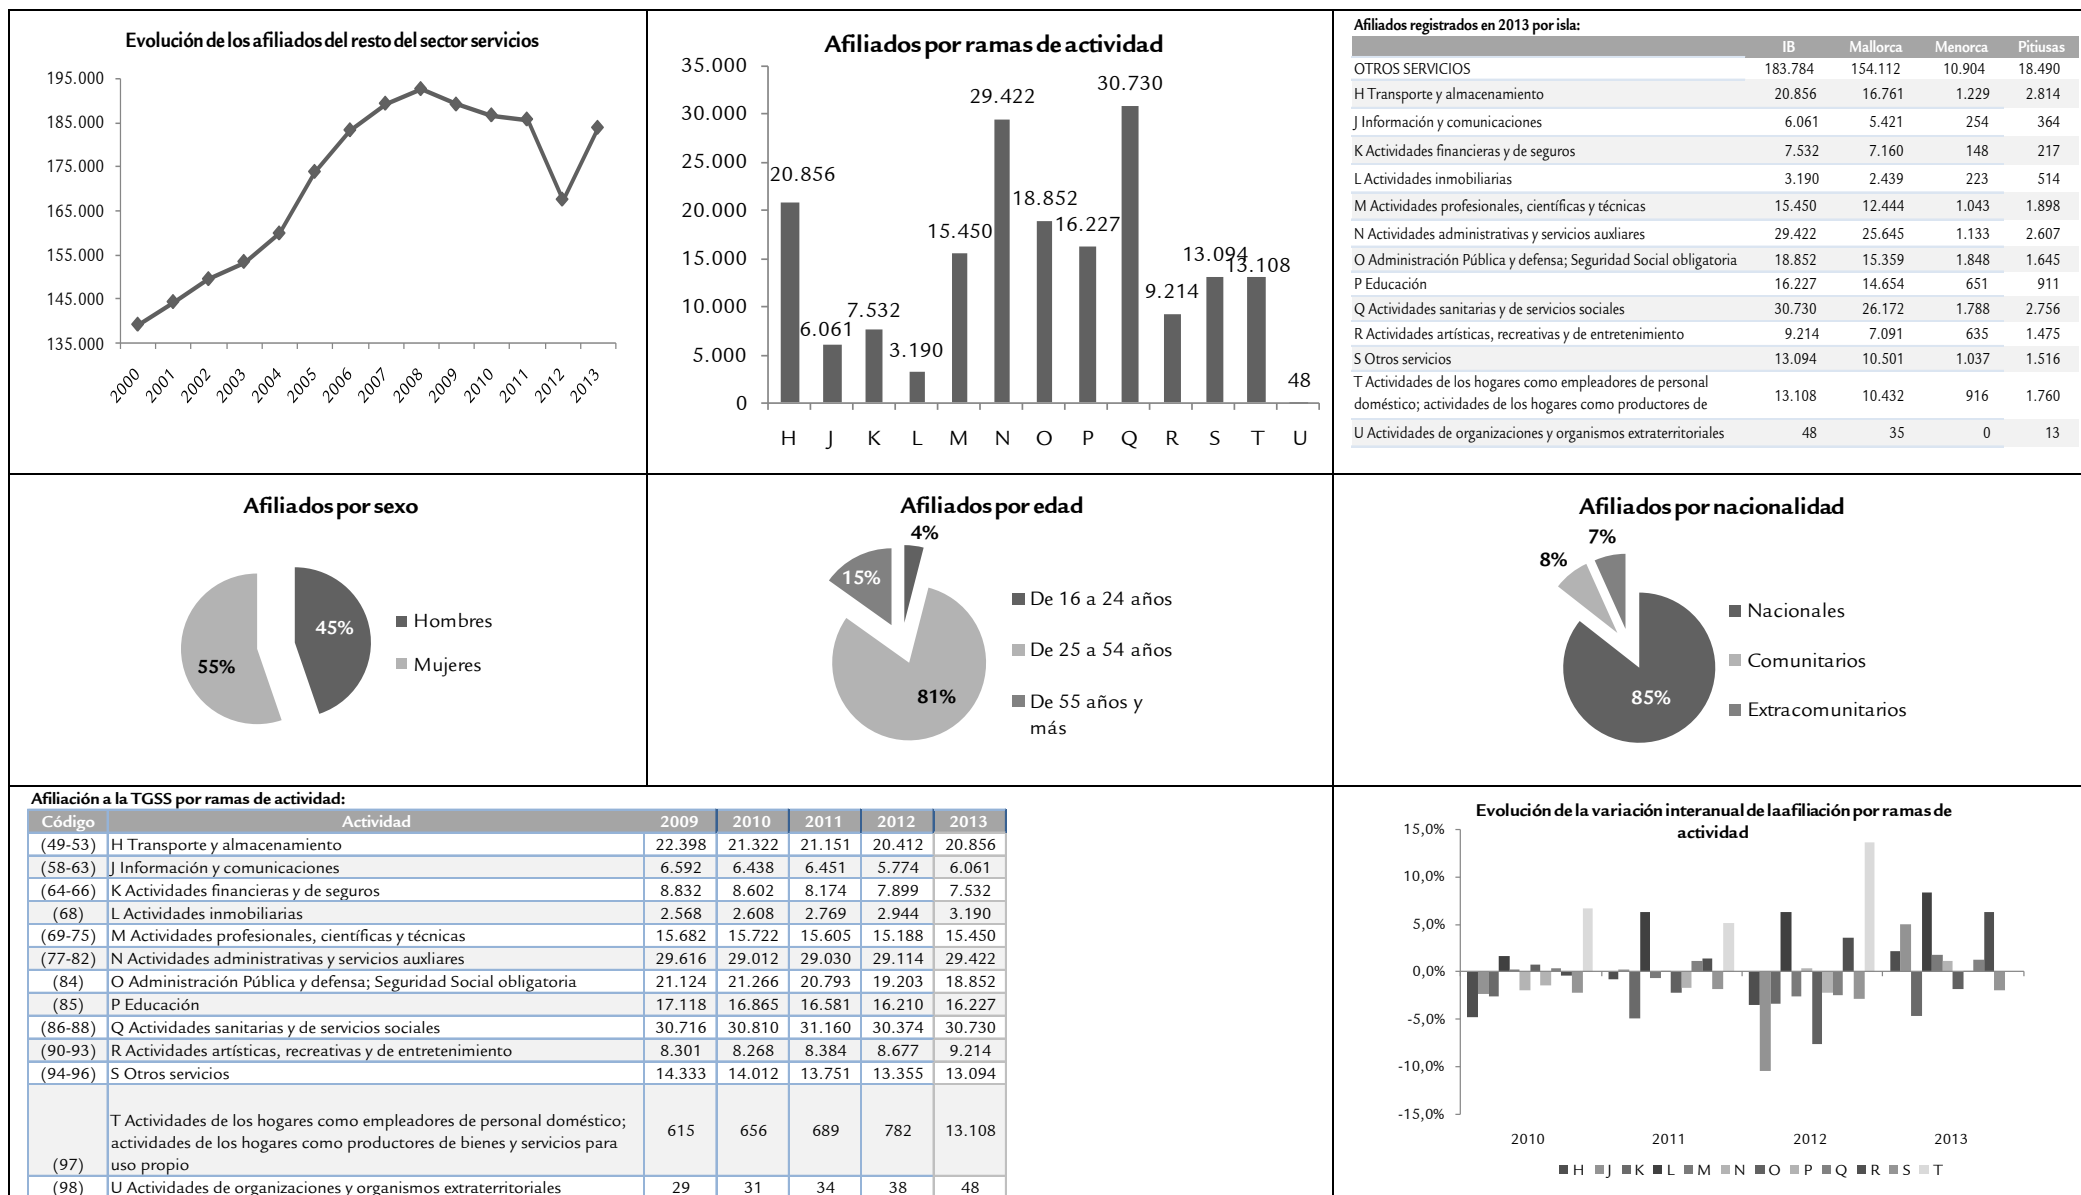 Evolución de los afiliados del resto del sector servicios
195.000
185.000
175.000
165.000
155.000
145.000
135.000
2000 2001 2002 2003 2004 2005 2006 2007 2008 2009 2010 2011 2012 2013
Afiliados por ramas de actividad
35.000
30.000
25.000
20.000
15.000
10.000
5.000
0
20.856
6.061
7.532
3.190
15.450
29.422
18.852
16.227
30.730
9.214
13.094
13.108
48
H J K L M N O P Q R S T U
Afiliados registrados en 2013 por isla:
IB Mallorca Menorca Pitiusas
OTROS SERVICIOS 183.784 154.112 10.904 18.490
H Transporte y almacenamiento 20.856 16.761 1.229 2.814
J Información y comunicaciones 6.061 5.421 254 364
K Actividades financieras y de seguros 7.532 7.160 148 217
L Actividades inmobiliarias 3.190 2.439 223 514
M Actividades profesionales, científicas y técnicas 15.450 12.444 1.043 1.898
N Actividades administrativas y servicios auxliares 29.422 25.645 1.133 2.607
O Administración Pública y defensa; Seguridad Social obligatoria 18.852 15.359 1.848 1.645
P Educación 16.227 14.654 651 911
Q Actividades sanitarias y de servicios sociales 30.730 26.172 1.788 2.756
R Actividades artísticas, recreativas y de entretenimiento 9.214 7.091 635 1.475
S Otros servicios 13.094 10.501 1.037 1.516
T Actividades de los hogares como empleadores de personal
doméstico; actividades de los hogares como productores de 13.108 10.432 916 1.760
U Actividades de organizaciones y organismos extraterritoriales 48 35 0 13
Afiliados por sexo
45%
55%
Hombres
Mujeres
Afiliados por edad
4%
15%
81%
De 16 a 24 años
De 25 a 54 años
De 55 años y
más
Afiliados por nacionalidad
7%
8%
85%
Nacionales
Comunitarios
Extracomunitarios
Afiliación a la TGSS por ramas de actividad:
Código Actividad 2009 2010 2011 2012 2013
(49-53) H Transporte y almacenamiento 22.398 21.322 21.151 20.412 20.856
(58-63) J Información y comunicaciones 6.592 6.438 6.451 5.774 6.061
(64-66) K Actividades financieras y de seguros 8.832 8.602 8.174 7.899 7.532
(68) L Actividades inmobiliarias 2.568 2.608 2.769 2.944 3.190
(69-75) M Actividades profesionales, científicas y técnicas 15.682 15.722 15.605 15.188 15.450
(77-82) N Actividades administrativas y servicios auxliares 29.616 29.012 29.030 29.114 29.422
(84) O Administración Pública y defensa; Seguridad Social obligatoria 21.124 21.266 20.793 19.203 18.852
(85) P Educación 17.118 16.865 16.581 16.210 16.227
(86-88) Q Actividades sanitarias y de servicios sociales 30.716 30.810 31.160 30.374 30.730
(90-93) R Actividades artísticas, recreativas y de entretenimiento 8.301 8.268 8.384 8.677 9.214
(94-96) S Otros servicios 14.333 14.012 13.751 13.355 13.094
T Actividades de los hogares como empleadores de personal doméstico;
actividades de los hogares como productores de bienes y servicios para 615 656 689 782 13.108
(97) uso propio
(98) U Actividades de organizaciones y organismos extraterritoriales 29 31 34 38 48
Evolución de la variación interanual de laafiliación por ramas de
actividad
15,0%
10,0%
5,0%
0,0%
-5,0%
-10,0%
-15,0%
2010 2011 2012 2013
H J K L M N O P Q R S T